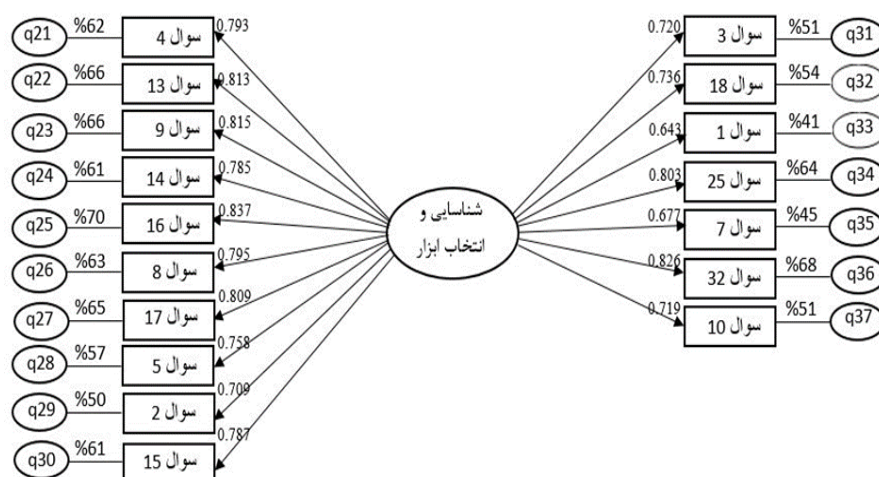 q21 %62 سوال 4 0.793
q22 %66 سوال 13 0.813
q23 %66 سوال 9 0.815
q24 %61 سوال 14 0.785
q25 %70 سوال 16 0.837
q26 %63 سوال 8 0.795
q27 %65 سوال 17 0.809
q28 %57 سوال 5 0.758
q29 %50 سوال 2 0.709
q30 %61 سوال 15 0.787
شناسایی و
انتخاب ابزار
0.720 سوال 3 %51 q31
0.736 سوال 18 %54 q32
0.643 سوال 1 %41 q33
0.803 سوال 25 %64 q34
0.677 سوال 7 %45 q35
0.826 سوال 32 %68 q36
0.719 سوال 10 %51 q37